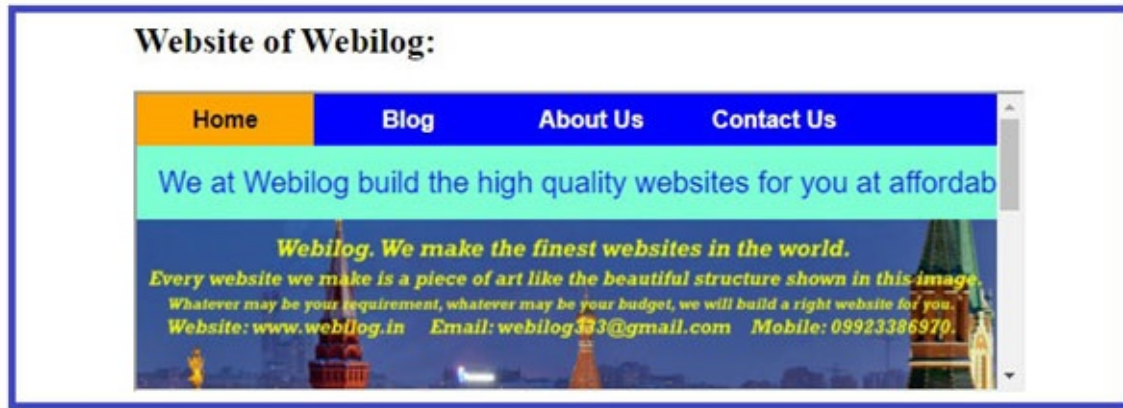 Website of Webilog:
Home Blog About Us Contact Us
We at Webilog build the high quality websites for you at affordab
Webilog. We make the finest websites in the world.
Every website we make is a piece of art like the beautiful structure shown in this image.
Whatever may be your requirement, whatever may be your budget, we will build a right website for you.
Website: www.webilog.in Email: webilog333@gmail.com Mobile: 09923386970.